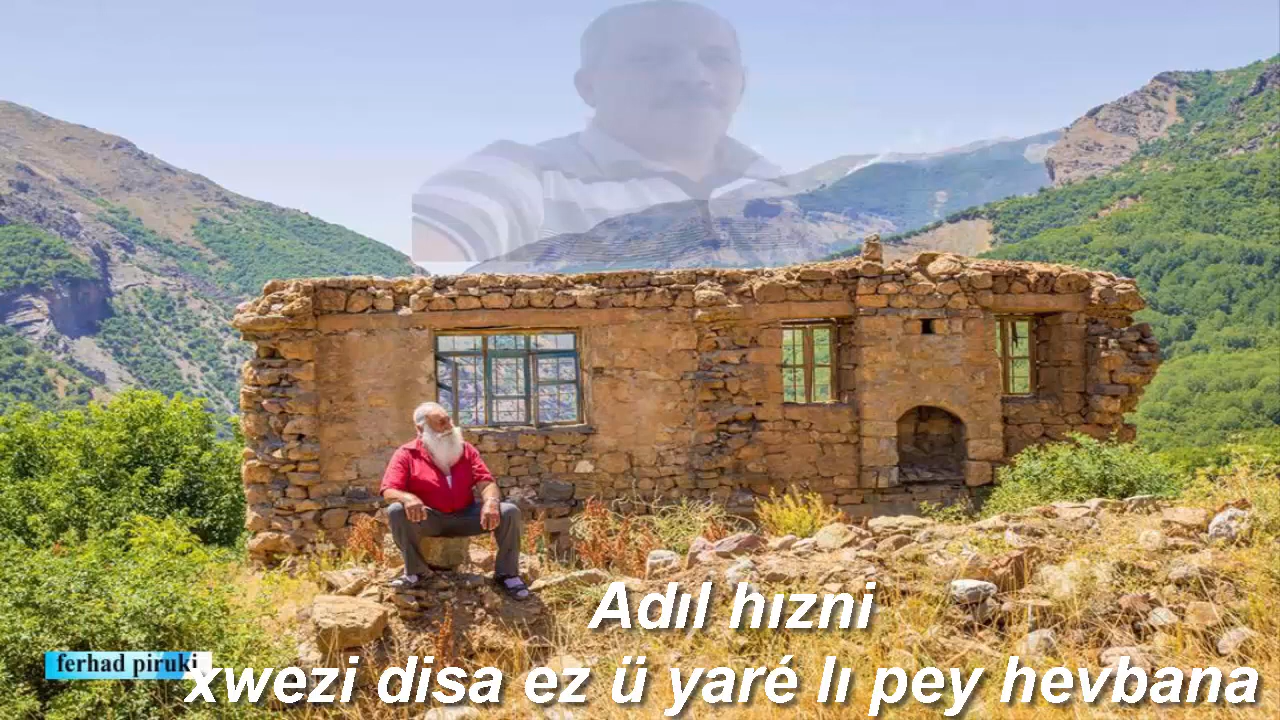 Adıl hızni
ferhad piruki
xwezi disa ez ü yaré lı pey hevbana